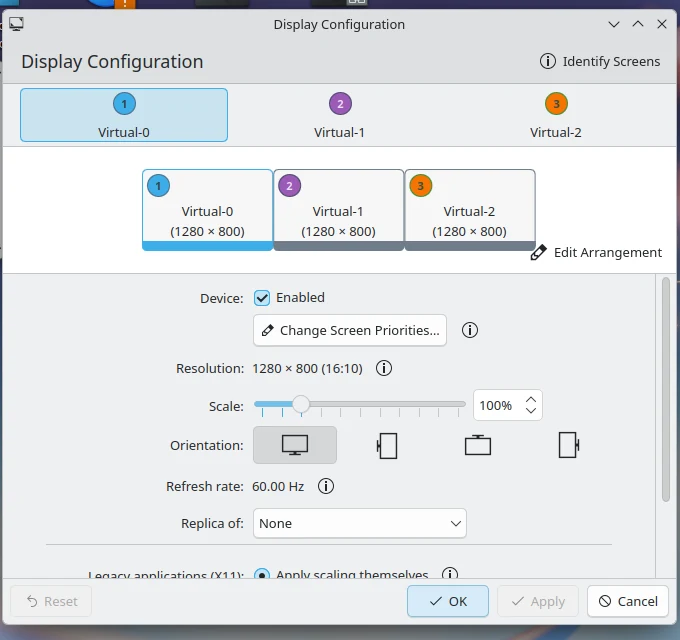 Display Configuration
Display Configuration
Identify Screens
1
2
3
Virtual-0
Virtual-1
Virtual-2
1
2
3
Virtual-0
Virtual-1
Virtual-2
(1280 × 800)
(1280 × 800)
(1280 × 800)
Edit Arrangement
Device: Enabled
Change Screen Priorities...
Resolution: 1280 × 800 (16:10)
Scale: 100%
Orientation:
Refresh rate: 60.00 Hz
Replica of: None
Legacy applications (X11): Apply scaling themselves
Reset
OK
Apply
Cancel